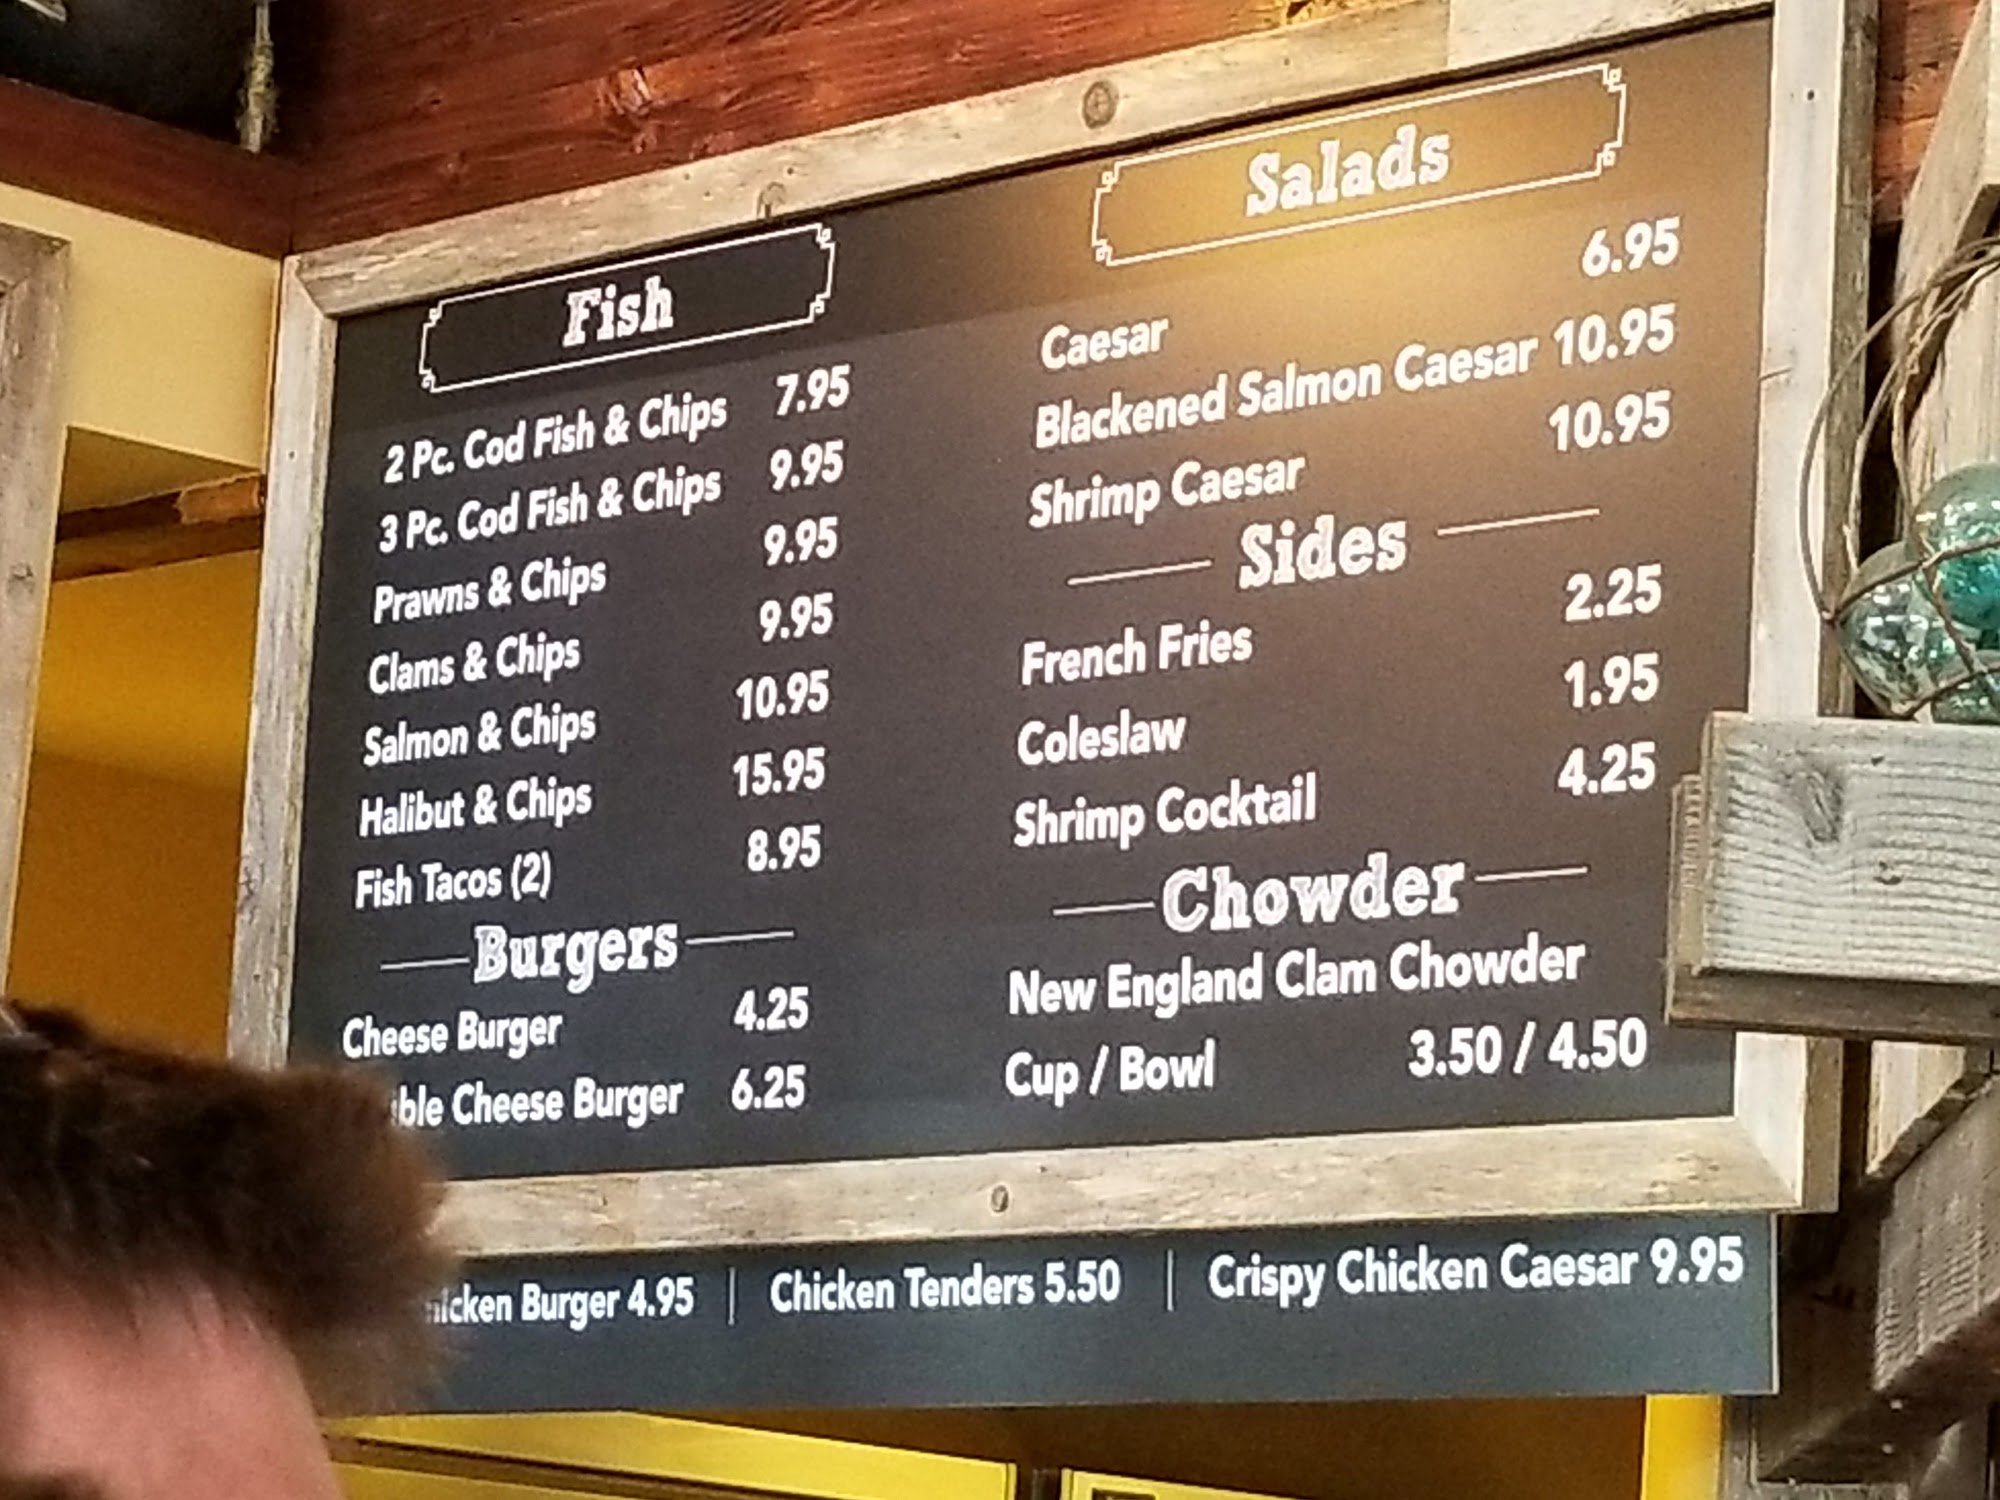 Fish
2 Pc. Cod Fish & Chips 7.95
3 Pc. Cod Fish & Chips 9.95
Prawns & Chips 9.95
Clams & Chips 9.95
Salmon & Chips 10.95
Halibut & Chips 15.95
Fish Tacos (2) 8.95
Burgers
Cheese Burger 4.25
Cheese Burger 6.25
Salads
Caesar 6.95
Blackened Salmon Caesar 10.95
Shrimp Caesar 10.95
Sides
French Fries 2.25
Coleslaw 1.95
Shrimp Cocktail 4.25
Chowder
New England Clam Chowder
Cup / Bowl 3.50 / 4.50
Burger 4.95 | Chicken Tenders 5.50 | Crispy Chicken Caesar 9.95